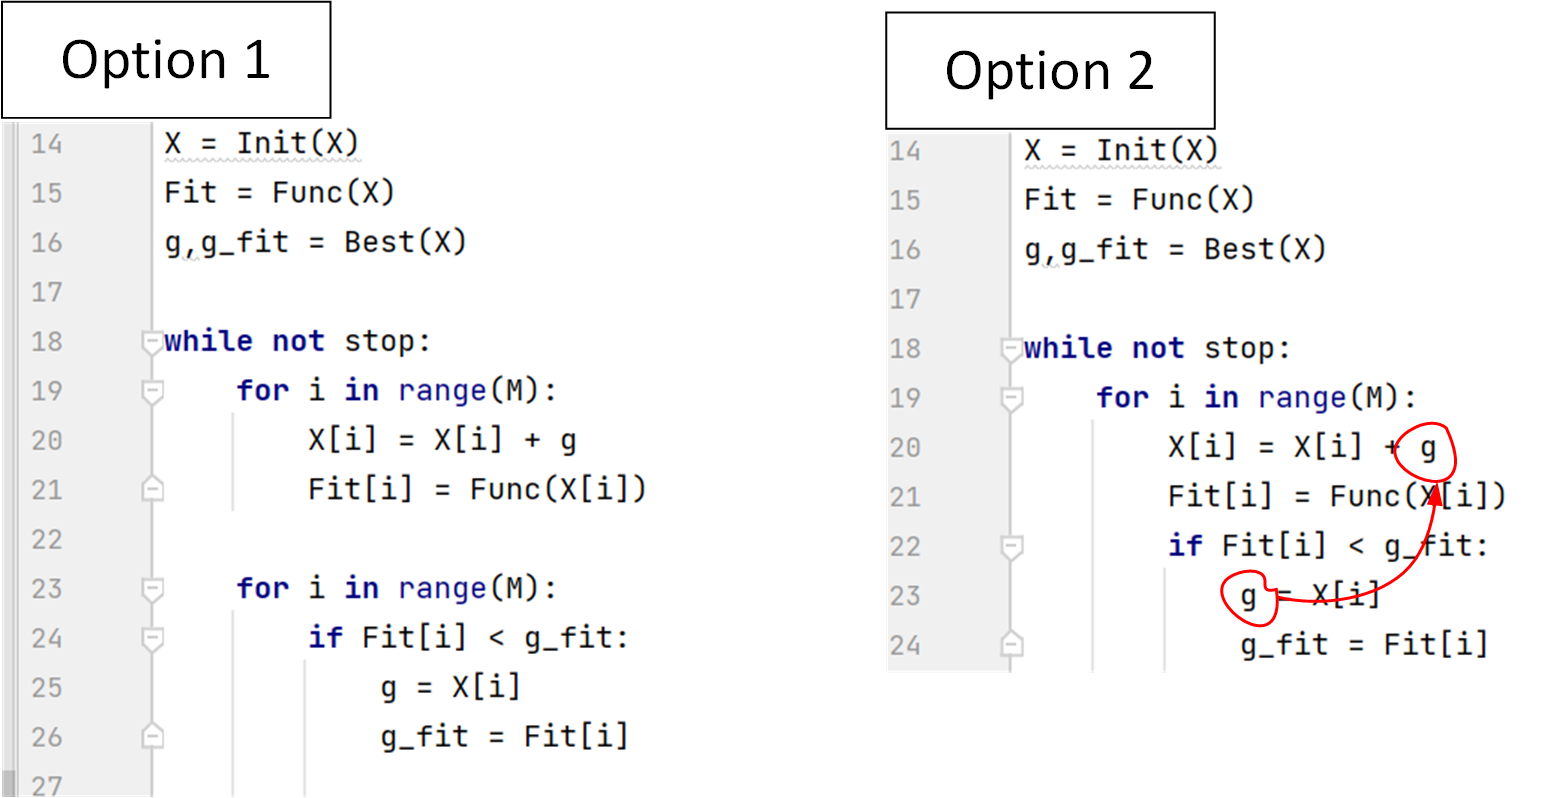 Option 1
14 X = Init(X)
15 Fit = Func(X)
16 g,g_fit = Best(X)
17
18 while not stop:
19 for i in range(M):
20 X[i] = X[i] + g
21 Fit[i] = Func(X[i])
22
23 for i in range(M):
24 if Fit[i] < g_fit:
25 g = X[i]
26 g_fit = Fit[i]
27
Option 2
14 X = Init(X)
15 Fit = Func(X)
16 g,g_fit = Best(X)
17
18 while not stop:
19 for i in range(M):
20 X[i] = X[i] + g
21 Fit[i] = Func(X[i])
22 if Fit[i] < g_fit:
23 g = X[i]
24 g_fit = Fit[i]